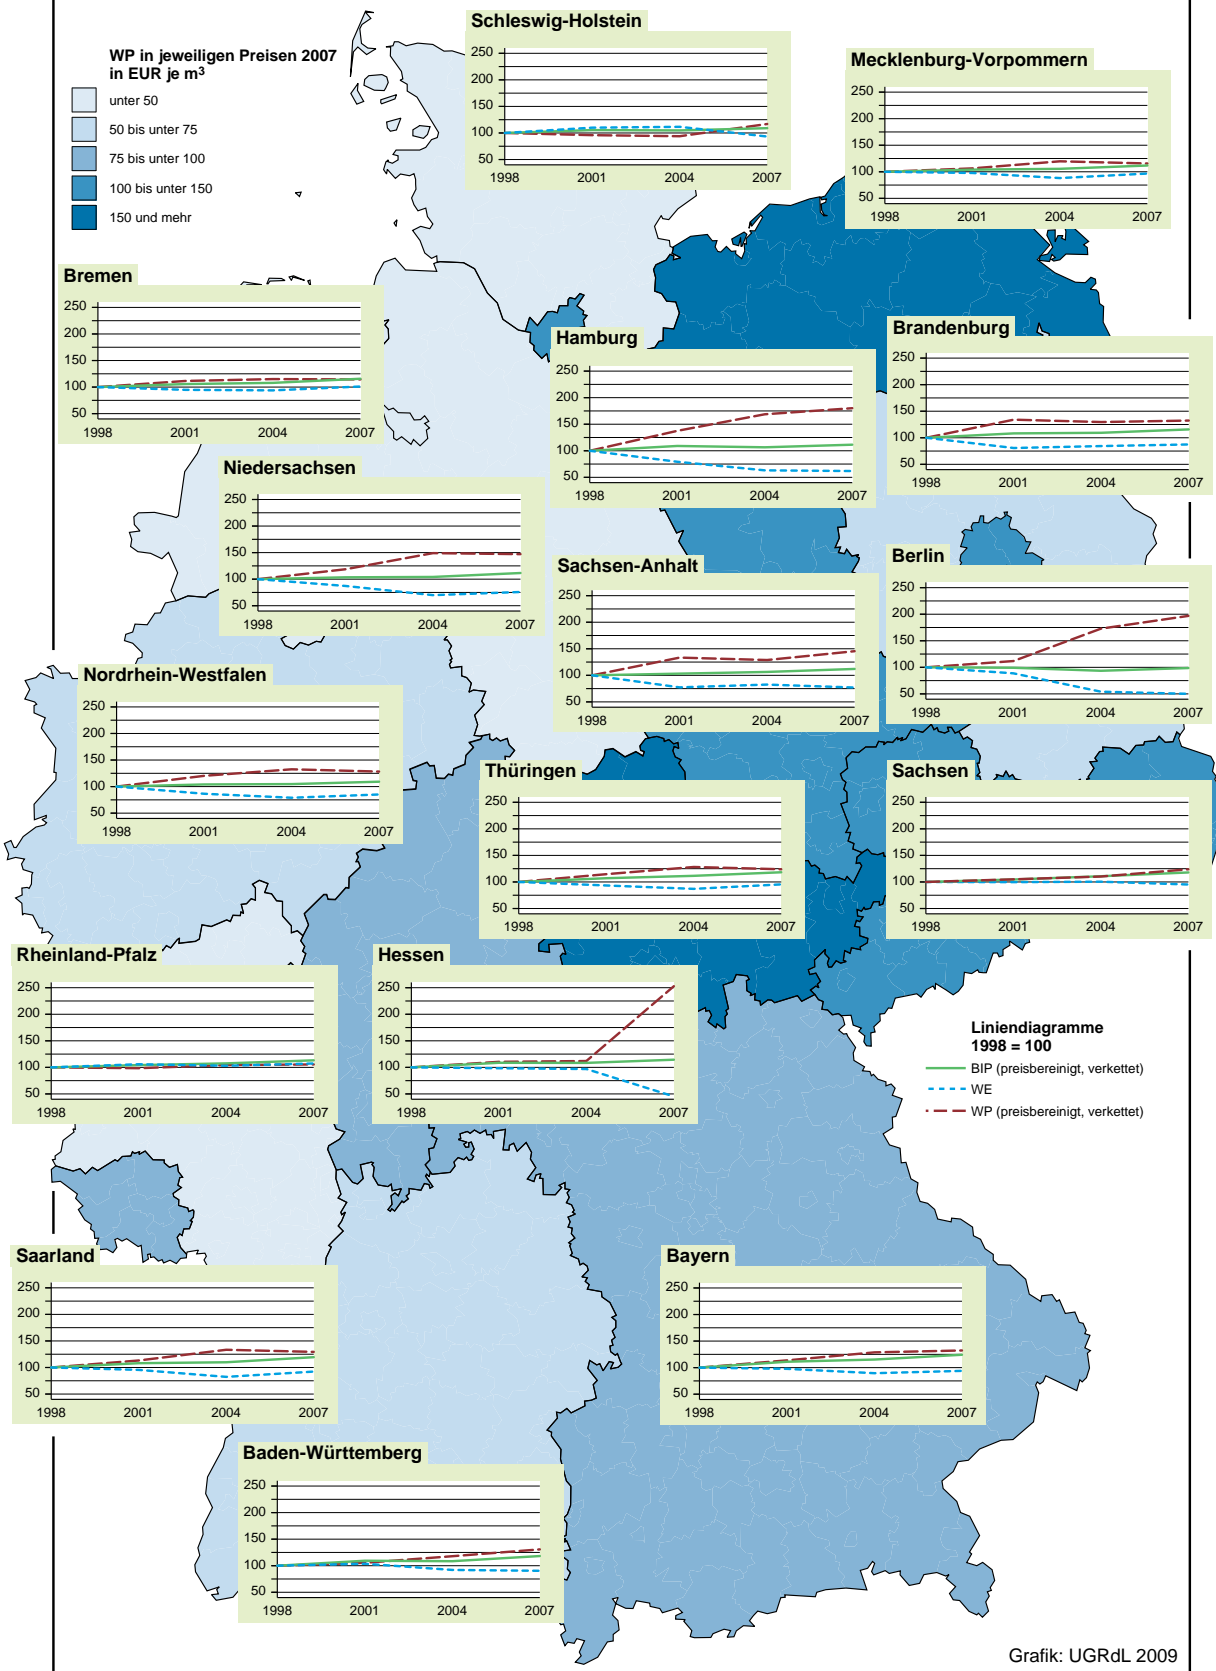 WP in jeweiligen Preisen 2007
in EUR je m³
unter 50
50 bis unter 75
75 bis unter 100
100 bis unter 150
150 und mehr
Schleswig-Holstein
250
200
150
100
50
1998 2001 2004 2007
Mecklenburg-Vorpommern
250
200
150
100
50
1998 2001 2004 2007
Bremen
250
200
150
100
50
1998 2001 2004 2007
Hamburg
250
200
150
100
50
1998 2001 2004 2007
Brandenburg
250
200
150
100
50
1998 2001 2004 2007
Niedersachsen
250
200
150
100
50
1998 2001 2004 2007
Sachsen-Anhalt
250
200
150
100
50
1998 2001 2004 2007
Berlin
250
200
150
100
50
1998 2001 2004 2007
Nordrhein-Westfalen
250
200
150
100
50
1998 2001 2004 2007
Thüringen
250
200
150
100
50
1998 2001 2004 2007
Sachsen
250
200
150
100
50
1998 2001 2004 2007
Rheinland-Pfalz
250
200
150
100
50
1998 2001 2004 2007
Hessen
250
200
150
100
50
1998 2001 2004 2007
Liniendiagramme
1998 = 100
BIP (preisbereinigt, verkettet)
WE
WP (preisbereinigt, verkettet)
Saarland
250
200
150
100
50
1998 2001 2004 2007
Bayern
250
200
150
100
50
1998 2001 2004 2007
Baden-Württemberg
250
200
150
100
50
1998 2001 2004 2007
Grafik: UGRdL 2009